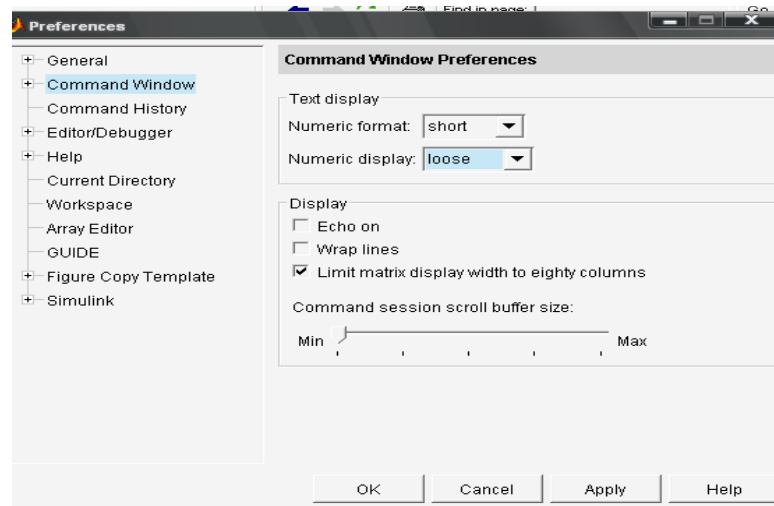 Find in page:
Go
Preferences
General
Command Window
Command History
Editor/Debugger
Help
Current Directory
Workspace
Array Editor
GUIDE
Figure Copy Template
Simulink
Command Window Preferences
Text display
Numeric format: short
Numeric display: loose
Display
Echo on
Wrap lines
Limit matrix display width to eighty columns
Command session scroll buffer size:
Min Max
OK Cancel Apply Help